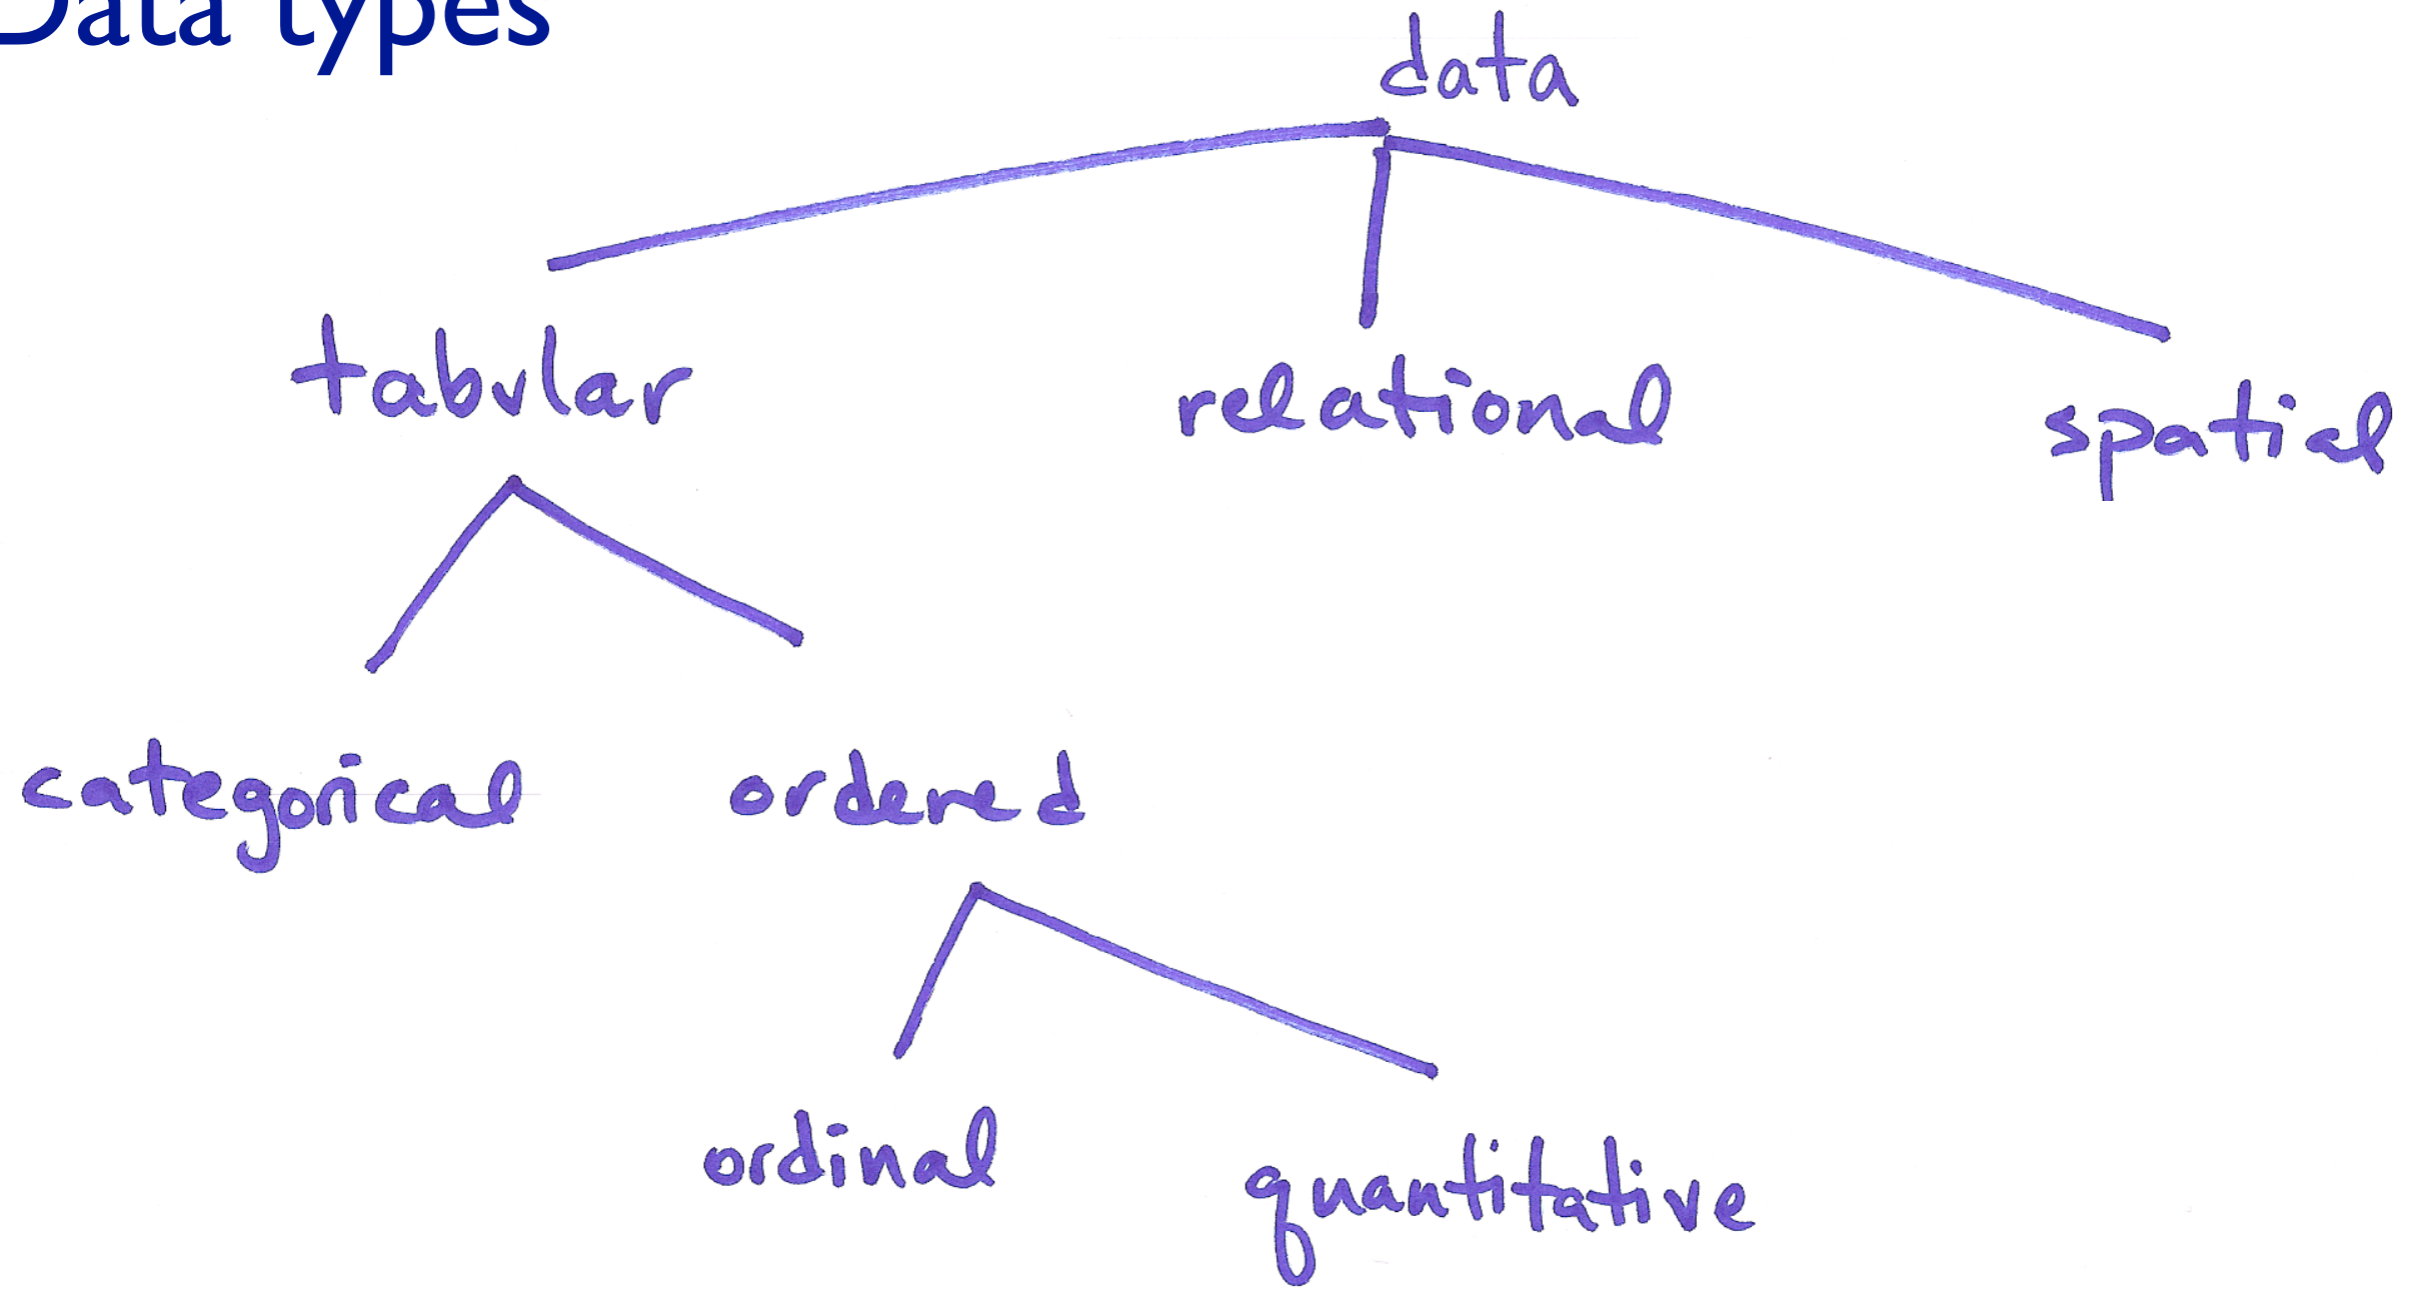 Data types
data
tabular
relational
spatial
categorical
ordered
ordinal
quantitative